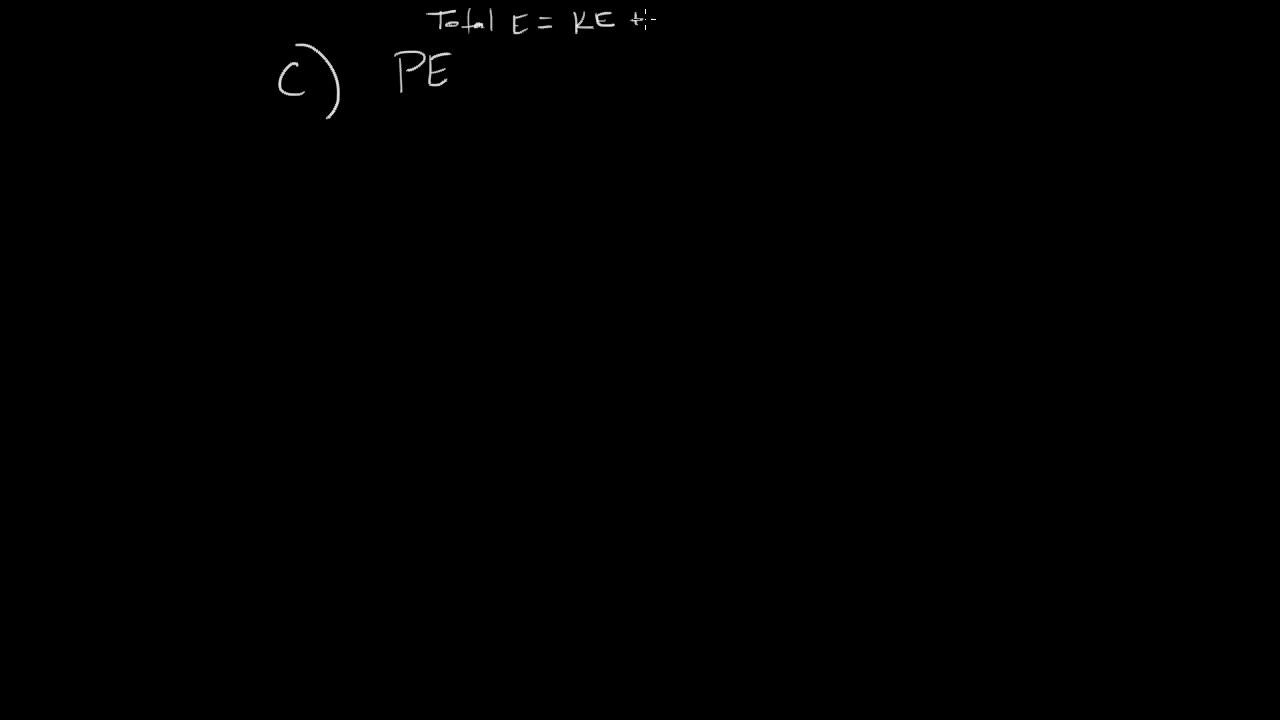 Total E = KE +
C) PE